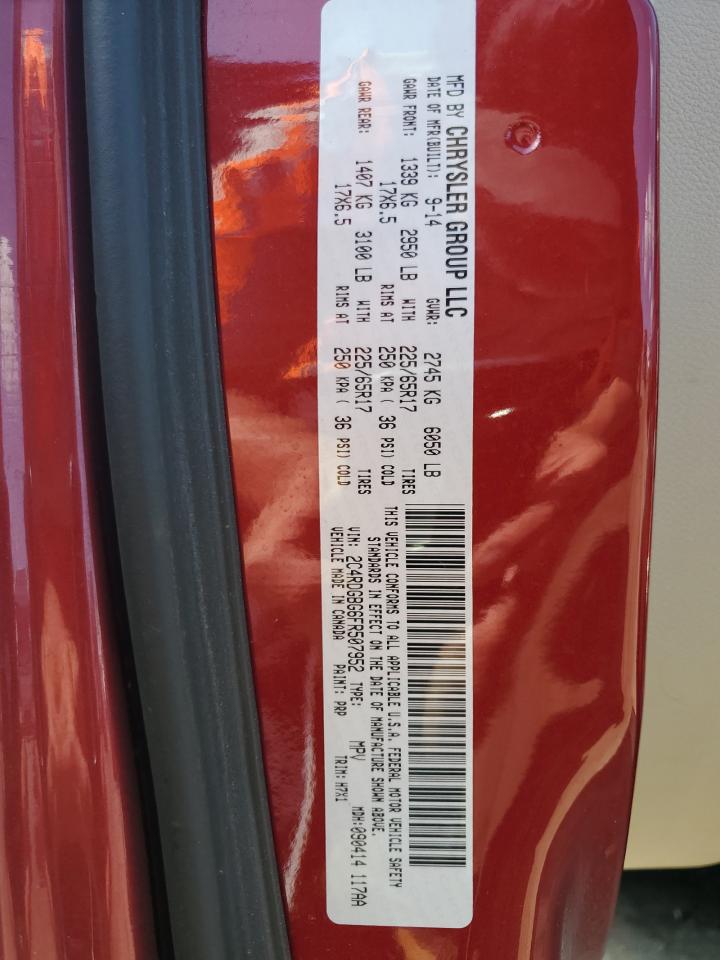 MFD BY CHRYSLER GROUP LLC
DATE OF MFR(BUILT): 9-14 GVWR: 2745 KG 6050 LB
GAWR FRONT: 1339 KG 2950 LB WITH 225/65R17 TIRES
17X6.5 RIMS AT 250 KPA ( 36 PSI) COLD
GAWR REAR: 1407 KG 3100 LB WITH 225/65R17 TIRES
17X6.5 RIMS AT 250 KPA ( 36 PSI) COLD
THIS VEHICLE CONFORMS TO ALL APPLICABLE U.S.A. FEDERAL MOTOR VEHICLE SAFETY
STANDARDS IN EFFECT ON THE DATE OF MANUFACTURE SHOWN ABOVE.
VIN: 2C4RDGBG6FR507952 TYPE: MPV MDH:090414 117AA
VEHICLE MADE IN CANADA PAINT: PRP TRIM: H7X1